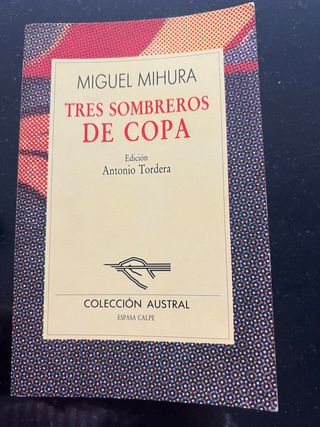 MIGUEL MIHURA
TRES SOMBREROS
DE COPA
Edición
Antonio Tordera
COLECCIÓN AUSTRAL
ESPASA CALPE